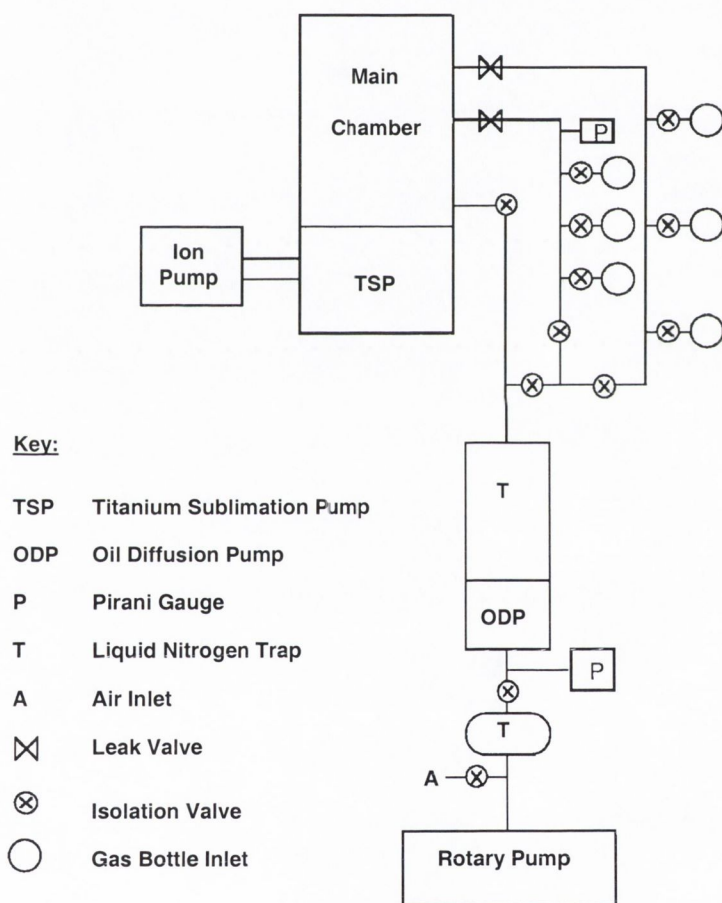 Main
Chamber
P
Ion
Pump
TSP
Key:
T
TSP Titanium Sublimation Pump
ODP Oil Diffusion Pump
P Pirani Gauge
ODP
T Liquid Nitrogen Trap
P
A Air Inlet
T
Leak Valve
A
Isolation Valve
Gas Bottle Inlet
Rotary Pump